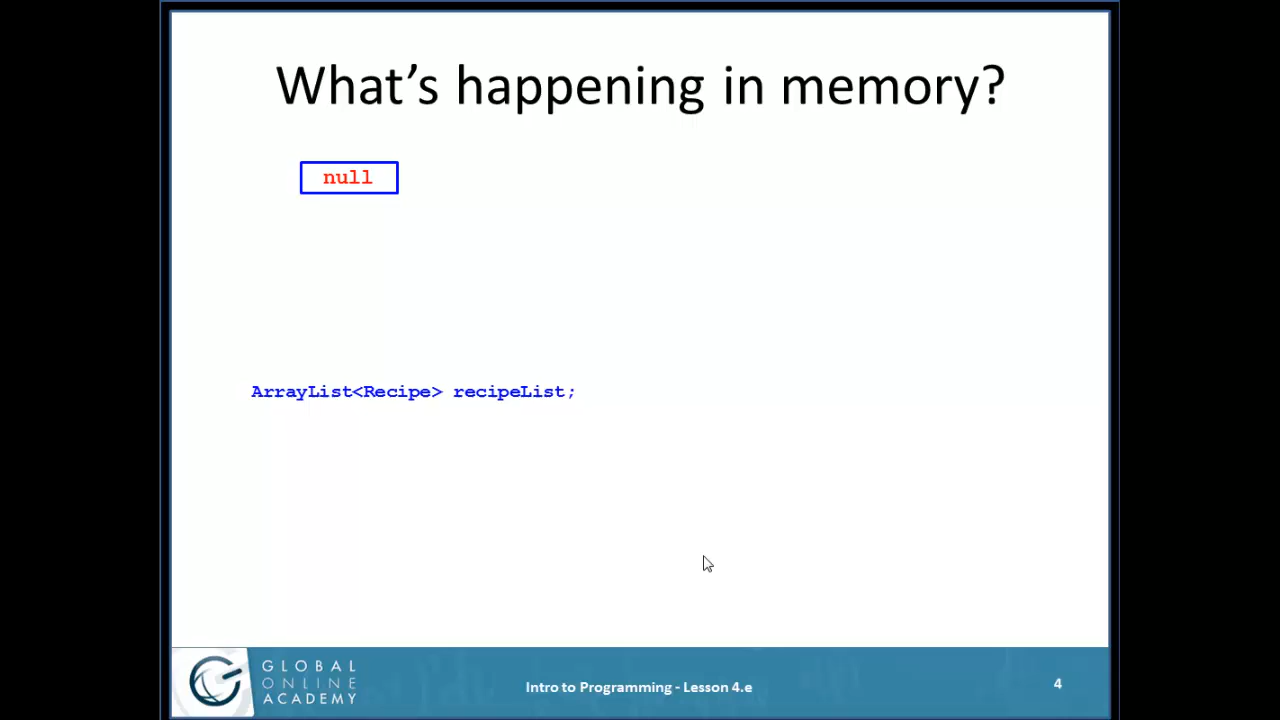 What's happening in memory?
null
ArrayList<Recipe> recipeList;
GLOBAL
ONLINE
ACADEMY
Intro to Programming - Lesson 4.e
4